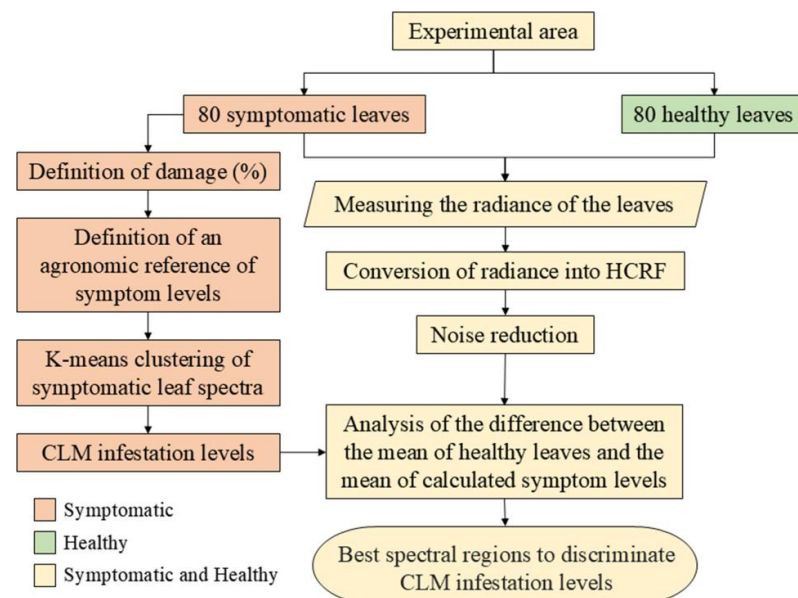 Experimental area
80 symptomatic leaves
80 healthy leaves
Definition of damage (%)
Measuring the radiance of the leaves
Definition of an
agronomic reference of
symptom levels
Conversion of radiance into HCRF
Noise reduction
K-means clustering of
symptomatic leaf spectra
CLM infestation levels
Analysis of the difference between
the mean of healthy leaves and the
mean of calculated symptom levels
Best spectral regions to discriminate
CLM infestation levels
Symptomatic
Healthy
Symptomatic and Healthy